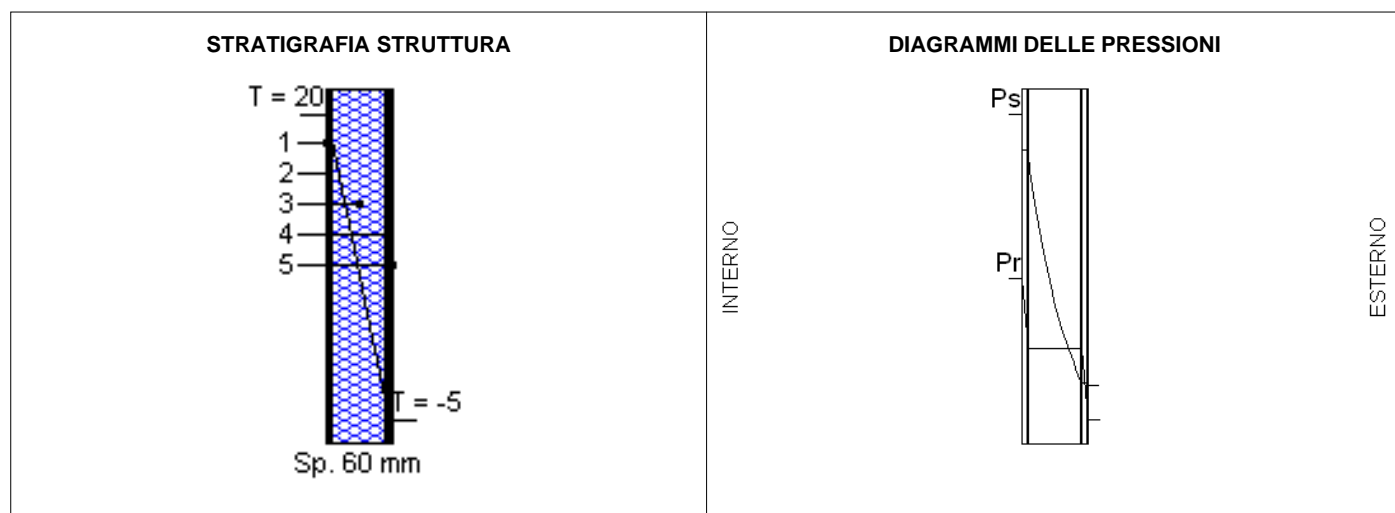 STRATIGRAFIA STRUTTURA
T = 20
1
2
3
4
5
T = -5
Sp. 60 mm
DIAGRAMMI DELLE PRESSIONI
Ps
Pr
INTERNO
ESTERNO